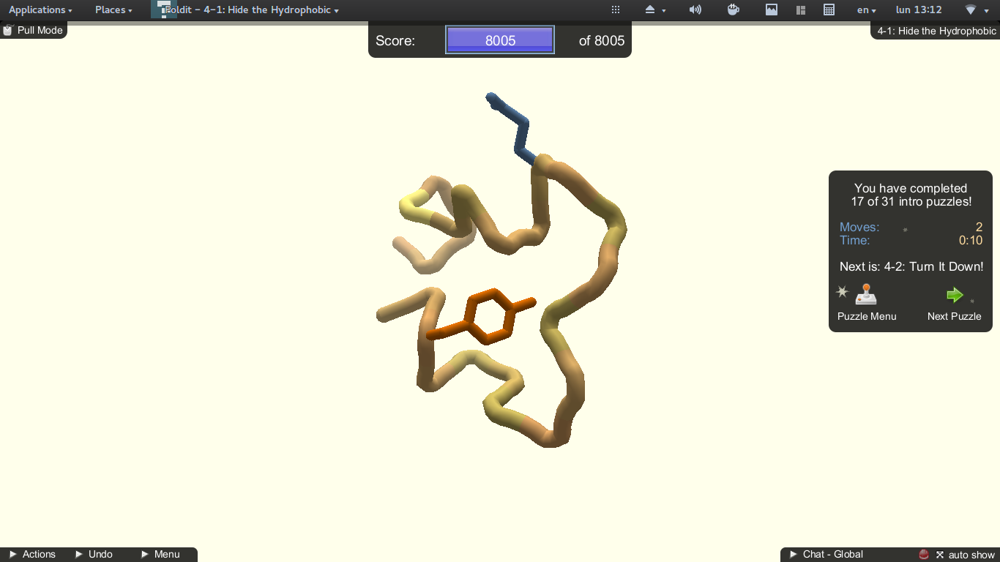 Applications Places Foldit - 4-1: Hide the Hydrophobic en lun 13:12
Pull Mode
Score: 8005 of 8005
4-1: Hide the Hydrophobic
You have completed
17 of 31 intro puzzles!
Moves: 2
Time: 0:10
Next is: 4-2: Turn It Down!
Puzzle Menu Next Puzzle
Actions Undo Menu
Chat - Global auto show